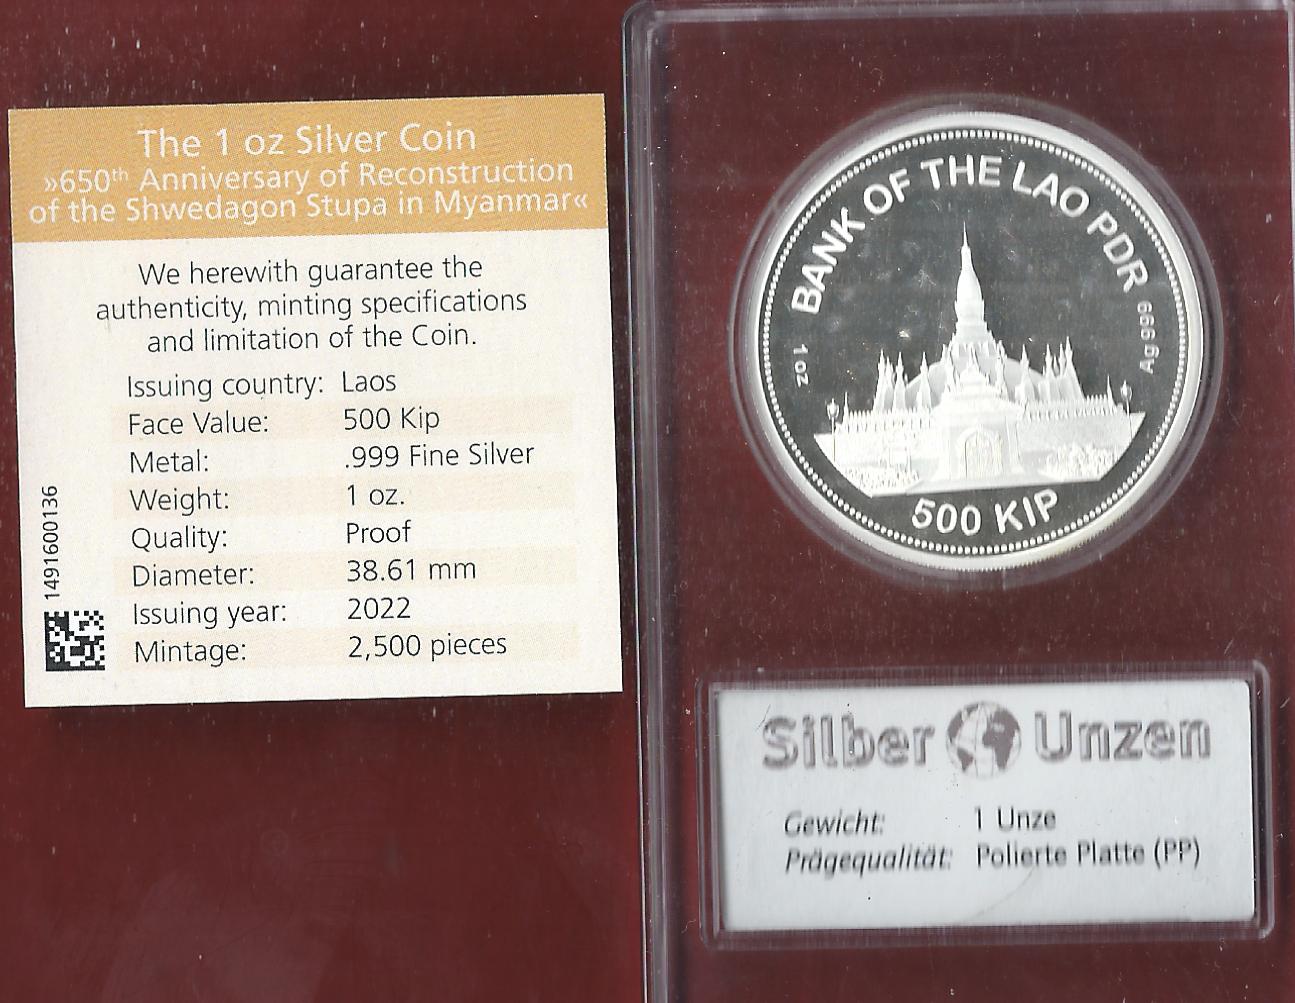 The 1 oz Silver Coin
»650th Anniversary of Reconstruction
of the Shwedagon Stupa in Myanmar«
We herewith guarantee the
authenticity, minting specifications
and limitation of the Coin.
Issuing country: Laos
Face Value: 500 Kip
Metal: .999 Fine Silver
Weight: 1 oz.
Quality: Proof
Diameter: 38.61 mm
Issuing year: 2022
Mintage: 2,500 pieces
1491600136
BANK OF THE LAO PDR
1 oz
Ag 999
500 KIP
Silber Unzen
Gewicht: 1 Unze
Prägequalität: Polierte Platte (PP)